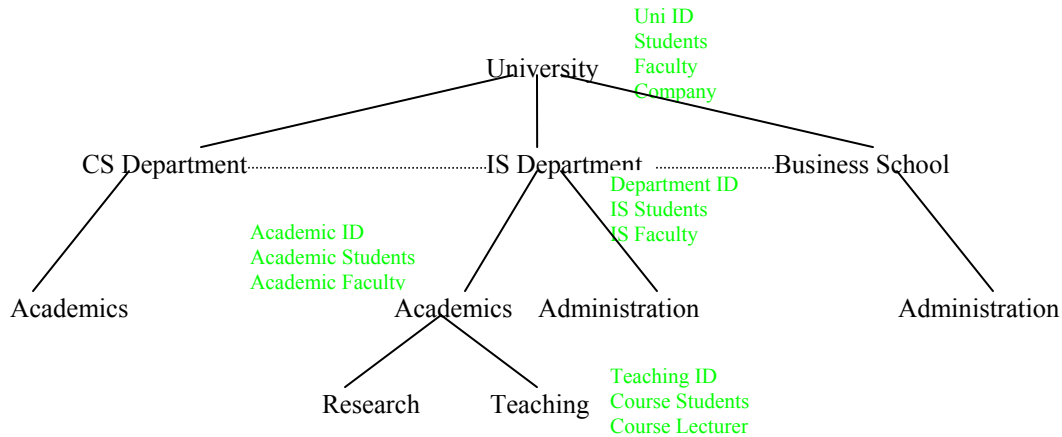 Uni ID
Students
University
Faculty
Company
CS Department
IS Department
Business School
Department ID
IS Students
IS Faculty
Academic ID
Academic Students
Academic Faculty
Academics
Academics
Administration
Administration
Research
Teaching
Teaching ID
Course Students
Course Lecturer